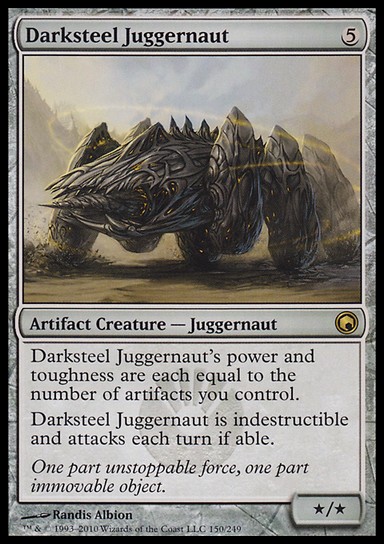 Darksteel Juggernaut 5
Artifact Creature — Juggernaut
Darksteel Juggernaut's power and
toughness are each equal to the
number of artifacts you control.
Darksteel Juggernaut is indestructible
and attacks each turn if able.
One part unstoppable force, one part
immovable object.
★/★
Randis Albion
™ & © 1993–2010 Wizards of the Coast LLC 150/249